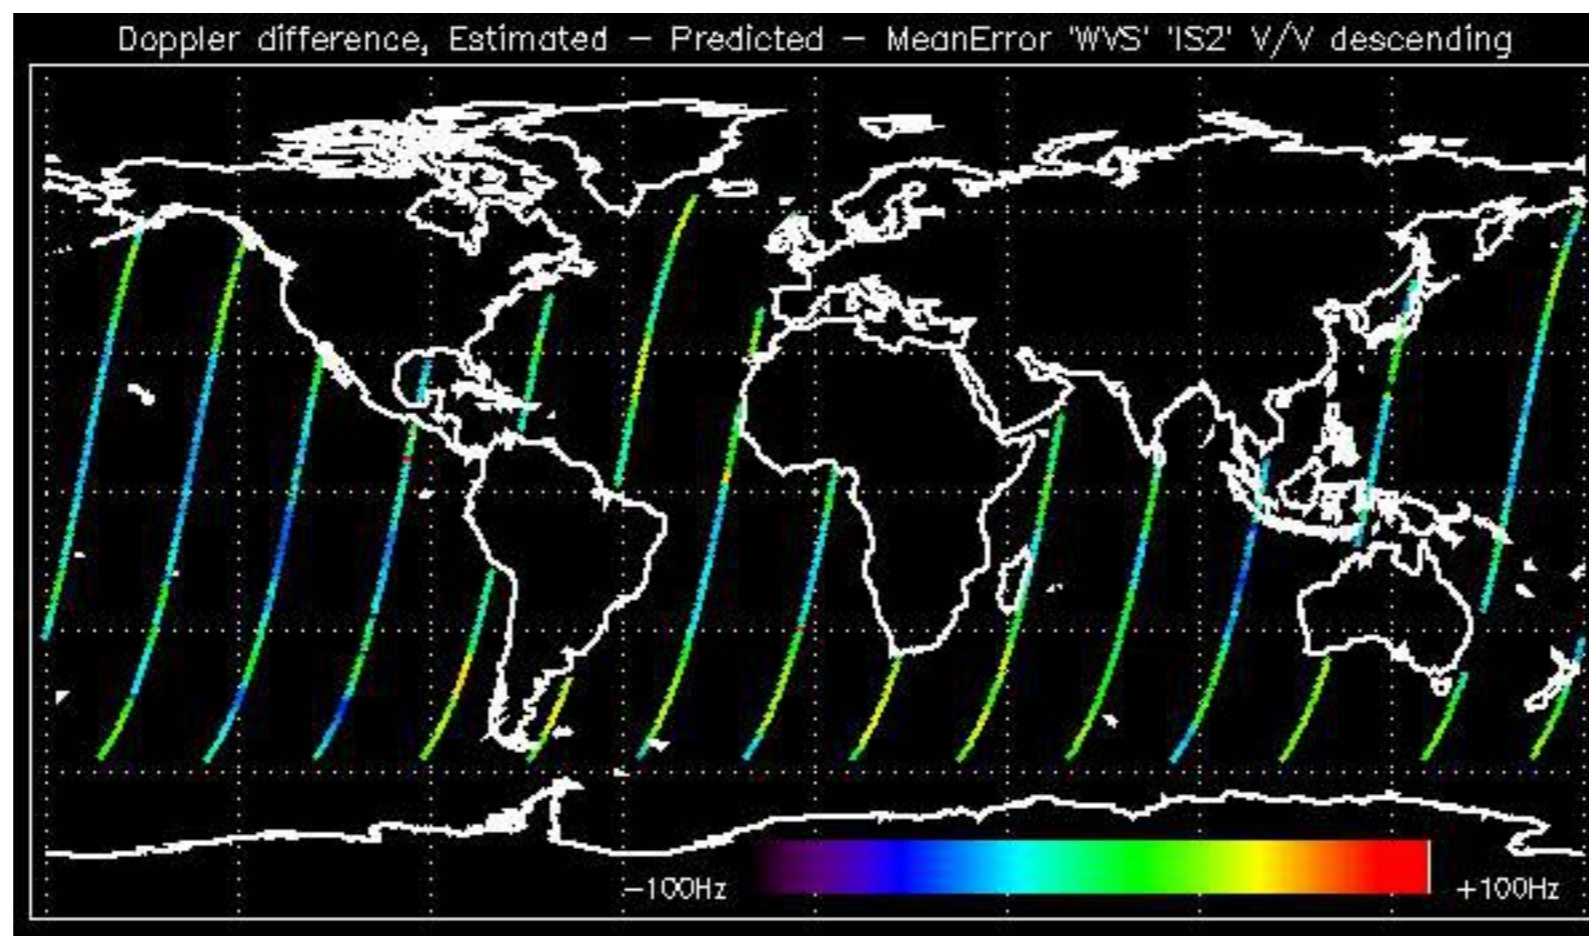 Doppler difference, Estimated – Predicted – MeanError 'WVS' 'IS2' V/V descending
–100Hz
+100Hz